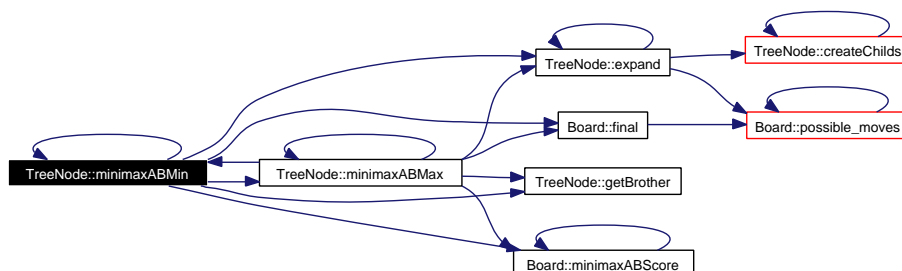 TreeNode::createChilds
TreeNode::expand
Board::final
Board::possible_moves
TreeNode::minimaxABMin
TreeNode::minimaxABMax
TreeNode::getBrother
Board::minimaxABScore